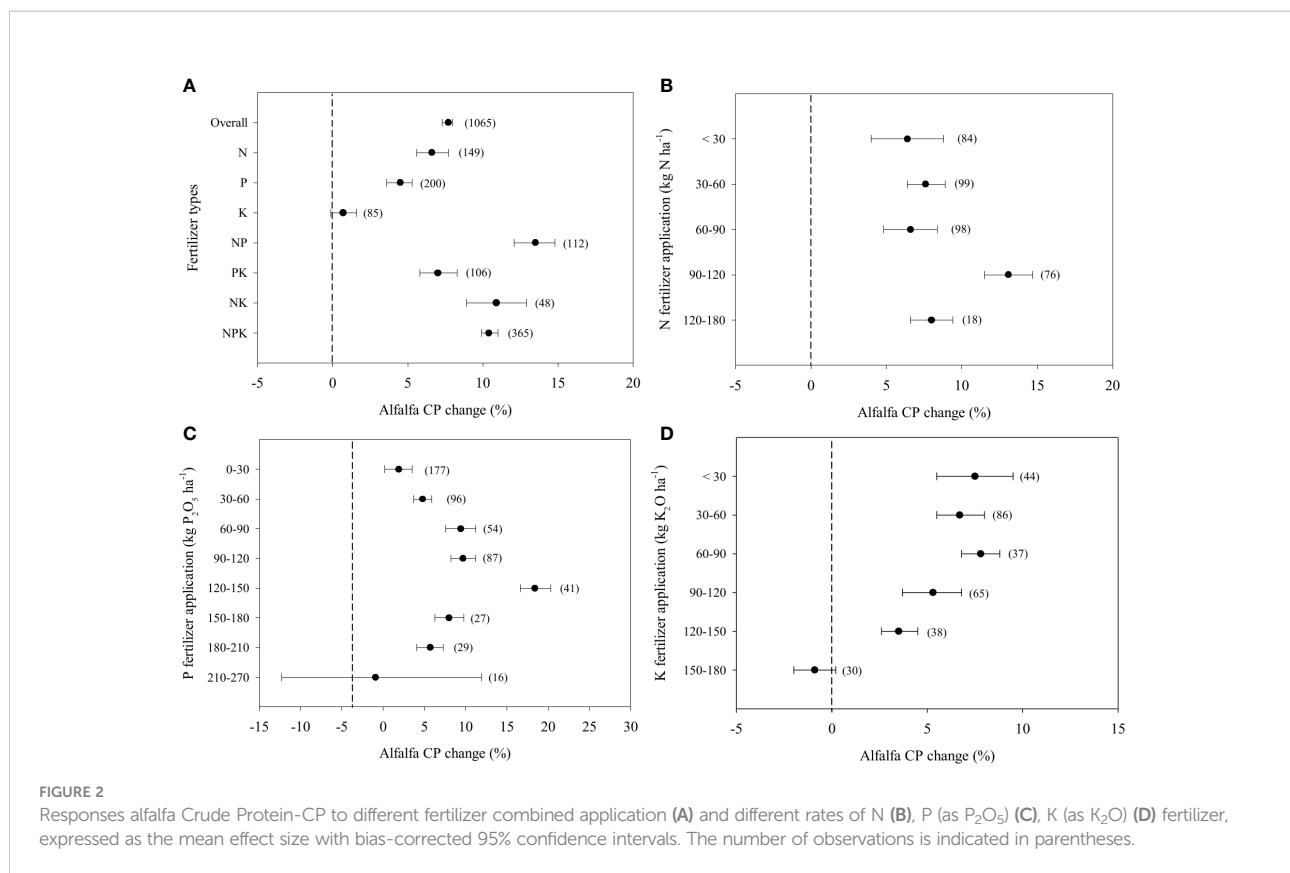 A
Fertilizer types
Overall (1065)
N (149)
P (200)
K (85)
NP (112)
PK (106)
NK (48)
NPK (365)
-5 0 5 10 15 20
Alfalfa CP change (%)
B
N fertilizer application (kg N ha⁻¹)
< 30 (84)
30-60 (99)
60-90 (98)
90-120 (76)
120-180 (18)
-5 0 5 10 15 20
Alfalfa CP change (%)
C
P fertilizer application (kg P₂O₅ ha⁻¹)
0-30 (177)
30-60 (96)
60-90 (54)
90-120 (87)
120-150 (41)
150-180 (27)
180-210 (29)
210-270 (16)
-15 -10 -5 0 5 10 15 20 25 30
Alfalfa CP change (%)
D
K fertilizer application (kg K₂O ha⁻¹)
< 30 (44)
30-60 (86)
60-90 (37)
90-120 (65)
120-150 (38)
150-180 (30)
-5 0 5 10 15
Alfalfa CP change (%)
FIGURE 2
Responses alfalfa Crude Protein-CP to different fertilizer combined application (A) and different rates of N (B), P (as P₂O₅) (C), K (as K₂O) (D) fertilizer,
expressed as the mean effect size with bias-corrected 95% confidence intervals. The number of observations is indicated in parentheses.